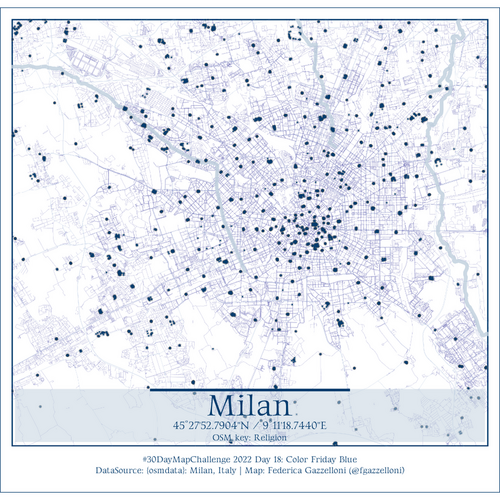 Milan
45°27'52.7904"N / 9°11'18.7440"E
OSM key: Religion
#30DayMapChallenge 2022 Day 18: Color Friday Blue
DataSource: {osmdata}: Milan, Italy | Map: Federica Gazzelloni (@fgazzelloni)